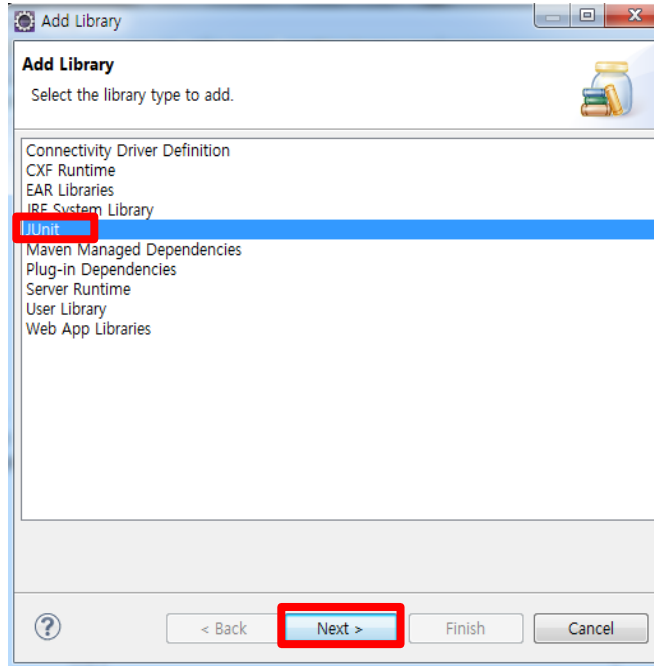 Add Library
Add Library
Select the library type to add.
Connectivity Driver Definition
CXF Runtime
EAR Libraries
JRE System Library
JUnit
Maven Managed Dependencies
Plug-in Dependencies
Server Runtime
User Library
Web App Libraries
?
< Back Next > Finish Cancel